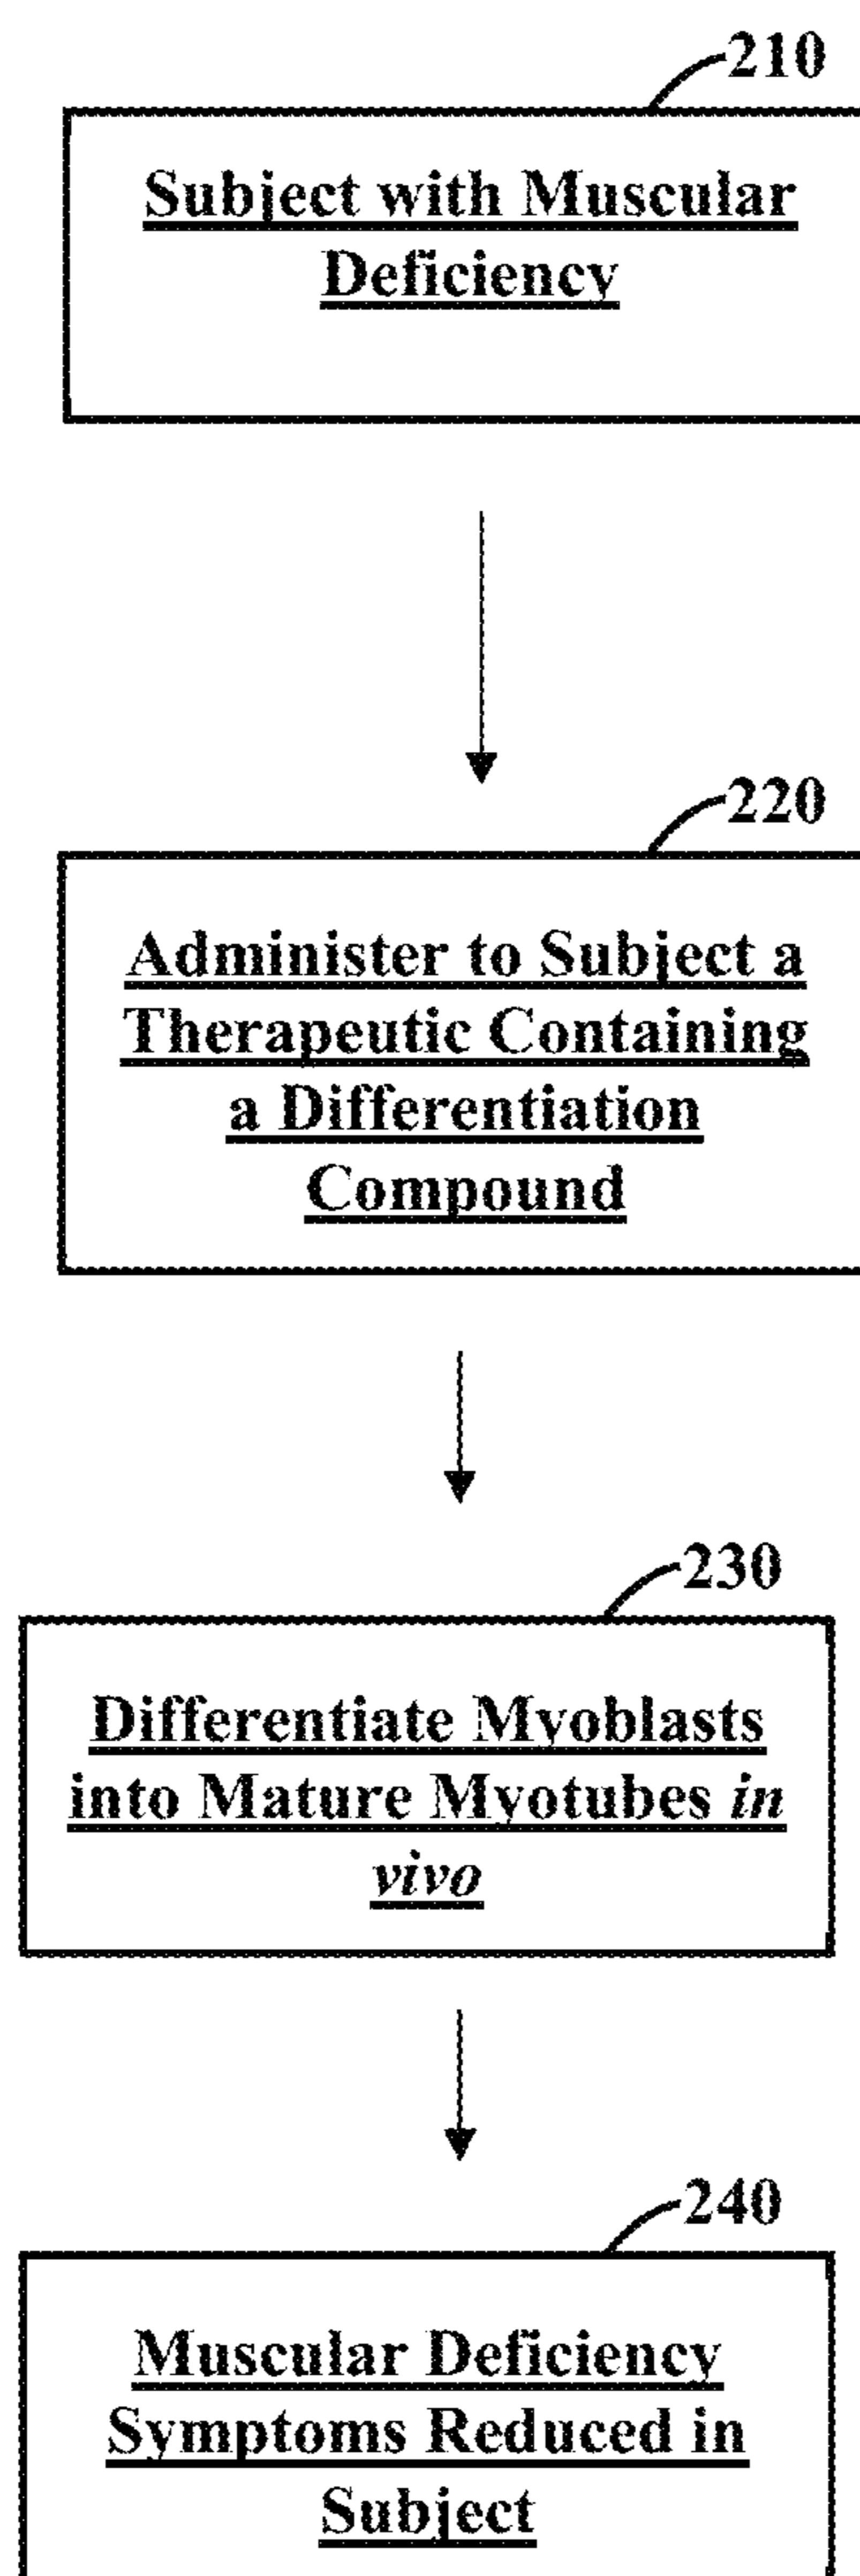 210
Subject with Muscular
Deficiency
220
Administer to Subject a
Therapeutic Containing
a Differentiation
Compound
230
Differentiate Myoblasts
into Mature Myotubes in
vivo
240
Muscular Deficiency
Symptoms Reduced in
Subject